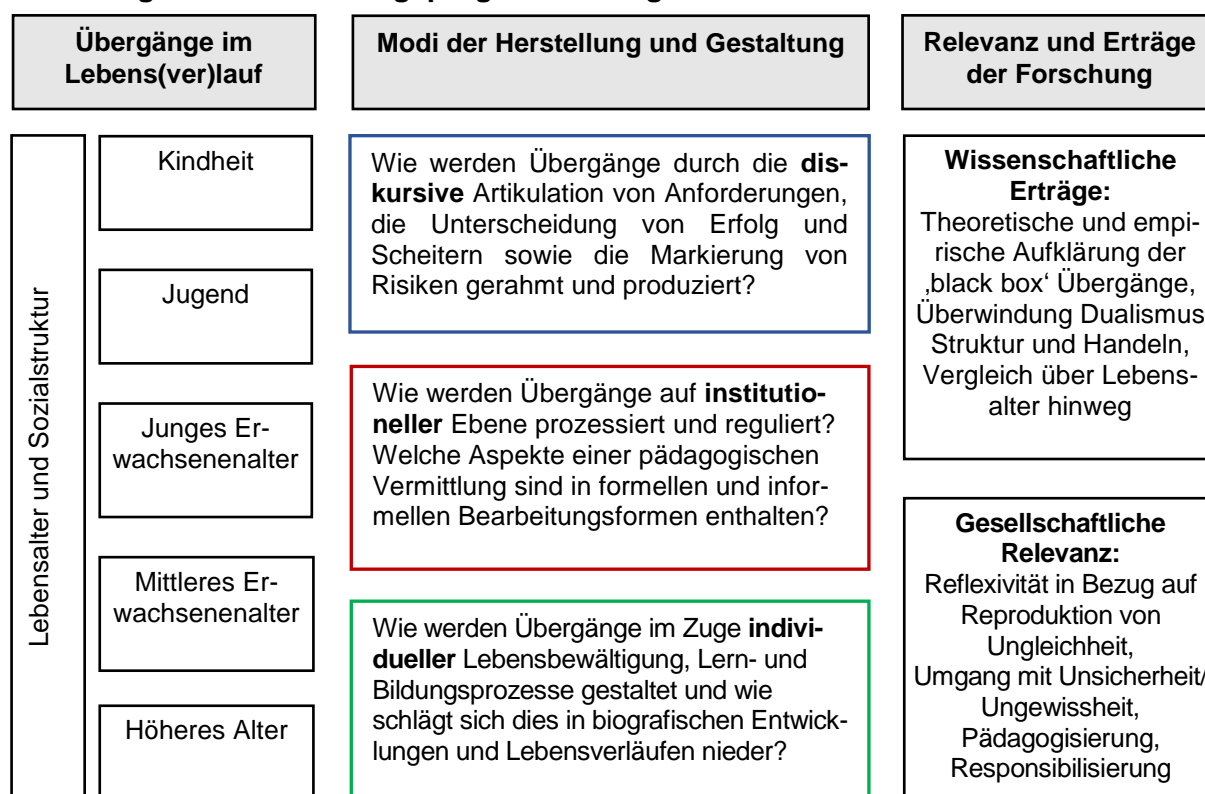 Übergänge im
Lebens(ver)lauf
Modi der Herstellung und Gestaltung
Relevanz und Erträge
der Forschung
Lebensalter und Sozialstruktur
Kindheit
Jugend
Junges Er-
wachsenenalter
Mittleres Er-
wachsenenalter
Höheres Alter
Wie werden Übergänge durch die dis-
kursive Artikulation von Anforderungen,
die Unterscheidung von Erfolg und
Scheitern sowie die Markierung von
Risiken gerahmt und produziert?
Wie werden Übergänge auf institutio-
neller Ebene prozessiert und reguliert?
Welche Aspekte einer pädagogischen
Vermittlung sind in formellen und infor-
mellen Bearbeitungsformen enthalten?
Wie werden Übergänge im Zuge indivi-
dueller Lebensbewältigung, Lern- und
Bildungsprozesse gestaltet und wie
schlägt sich dies in biografischen Entwick-
lungen und Lebensverläufen nieder?
Wissenschaftliche
Erträge:
Theoretische und empi-
rische Aufklärung der
‚black box‘ Übergänge,
Überwindung Dualismus
Struktur und Handeln,
Vergleich über Lebens-
alter hinweg
Gesellschaftliche
Relevanz:
Reflexivität in Bezug auf
Reproduktion von
Ungleichheit,
Umgang mit Unsicherheit/
Ungewissheit,
Pädagogisierung,
Responsibilisierung